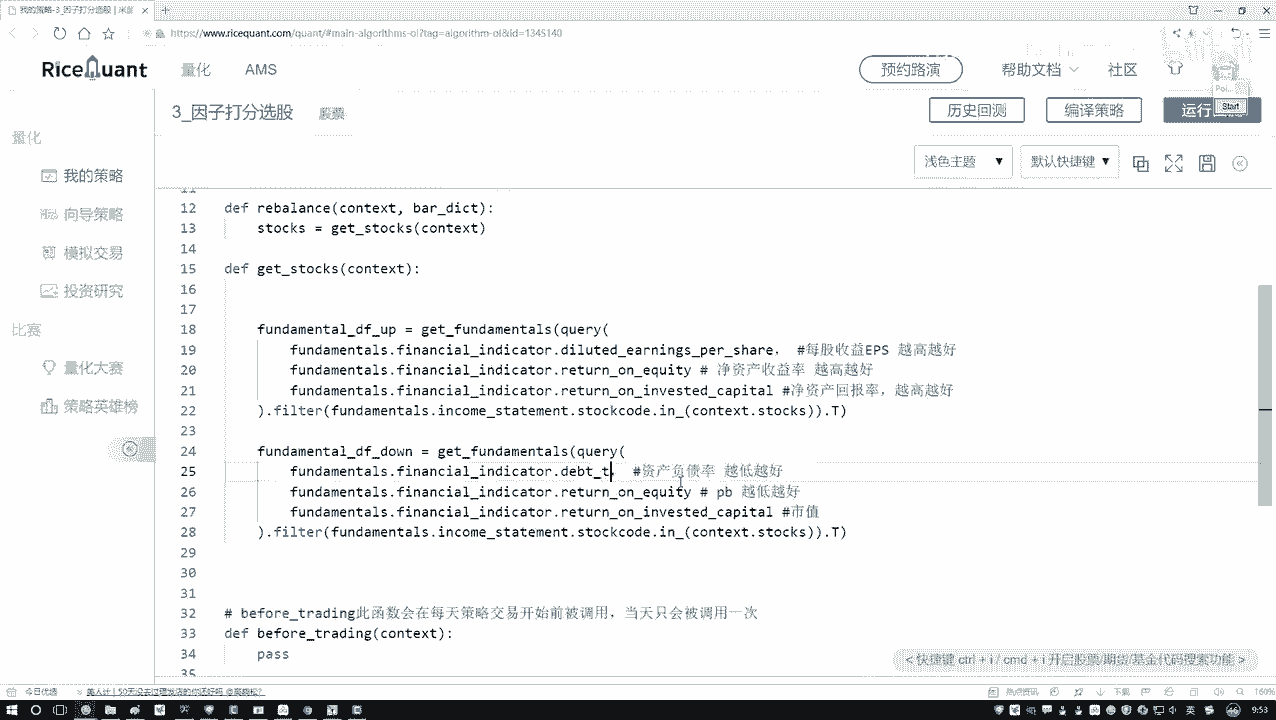 我的策略-3_因子打分选股 | 米
https://www.ricequant.com/quant/#main-algorithms-ol?tag=algorithm-ol&id=1345140
RiceQuant 量化 AMS 预约路演 帮助文档 社区
Start
3_因子打分选股 股票 历史回测 编译策略 运行
浅色主题 ▼ 默认快捷键 ▼
量化
我的策略
向导策略
模拟交易
投资研究
比赛
量化大赛
策略英雄榜
12 def rebalance(context, bar_dict):
13 stocks = get_stocks(context)
14
15 def get_stocks(context):
16
17
18 fundamental_df_up = get_fundamentals(query(
19 fundamentals.financial_indicator.diluted_earnings_per_share， #每股收益EPS 越高越好
20 fundamentals.financial_indicator.return_on_equity # 净资产收益率 越高越好
21 fundamentals.financial_indicator.return_on_invested_capital #净资产回报率，越高越好
22 ).filter(fundamentals.income_statement.stockcode.in_(context.stocks)).T)
23
24 fundamental_df_down = get_fundamentals(query(
25 fundamentals.financial_indicator.debt_t， #资产负债率 越低越好
26 fundamentals.financial_indicator.return_on_equity # pb 越低越好
27 fundamentals.financial_indicator.return_on_invested_capital #市值
28 ).filter(fundamentals.income_statement.stockcode.in_(context.stocks)).T)
29
30
31
32 # before_trading此函数会在每天策略交易开始前被调用，当天只会被调用一次
33 def before_trading(context):
34 pass
35
< 快捷键 ctrl + i / cmd + i 开启股票/期货/基金代码搜索功能 >
今日优选
热点资讯 下载 160%
英 9:53